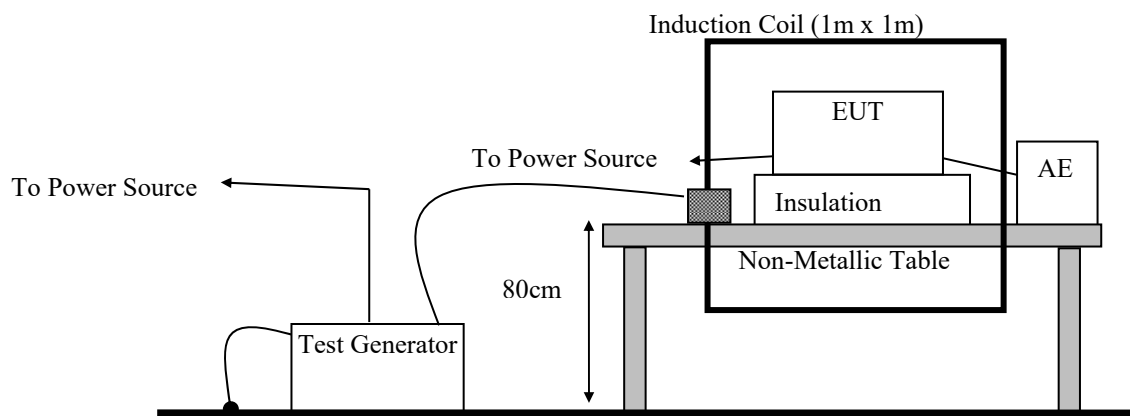 Induction Coil (1m x 1m)
EUT
To Power Source
AE
To Power Source
Insulation
Non-Metallic Table
80cm
Test Generator